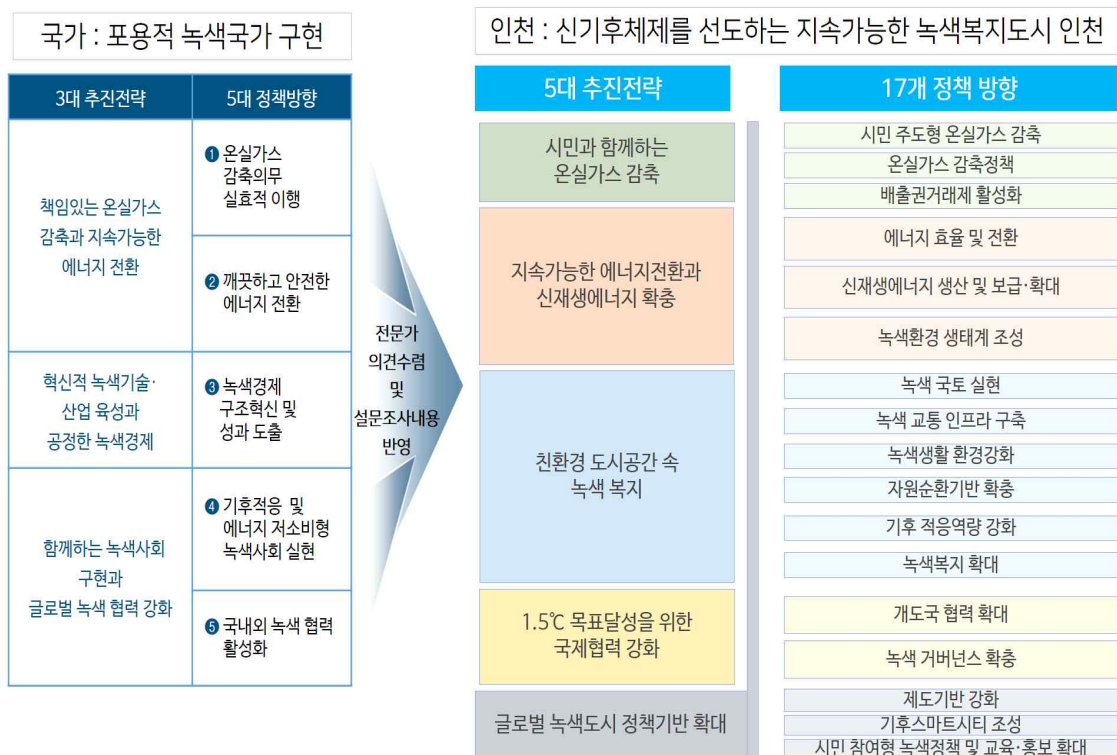 국가 : 포용적 녹색국가 구현
3대 추진전략
5대 정책방향
책임있는 온실가스
감축과 지속가능한
에너지 전환
❶ 온실가스
감축의무
실효적 이행
❷ 깨끗하고 안전한
에너지 전환
혁신적 녹색기술·
산업 육성과
공정한 녹색경제
❸ 녹색경제
구조혁신 및
성과 도출
함께하는 녹색사회
구현과
글로벌 녹색 협력 강화
❹ 기후적응 및
에너지 저소비형
녹색사회 실현
❺ 국내외 녹색 협력
활성화
전문가
의견수렴
및
설문조사내용
반영
인천 : 신기후체제를 선도하는 지속가능한 녹색복지도시 인천
5대 추진전략
17개 정책 방향
시민과 함께하는
온실가스 감축
시민 주도형 온실가스 감축
온실가스 감축정책
배출권거래제 활성화
지속가능한 에너지전환과
신재생에너지 확충
에너지 효율 및 전환
신재생에너지 생산 및 보급·확대
녹색환경 생태계 조성
친환경 도시공간 속
녹색 복지
녹색 국토 실현
녹색 교통 인프라 구축
녹색생활 환경강화
자원순환기반 확충
기후 적응역량 강화
녹색복지 확대
1.5℃ 목표달성을 위한
국제협력 강화
개도국 협력 확대
녹색 거버넌스 확충
글로벌 녹색도시 정책기반 확대
제도기반 강화
기후스마트시티 조성
시민 참여형 녹색정책 및 교육·홍보 확대